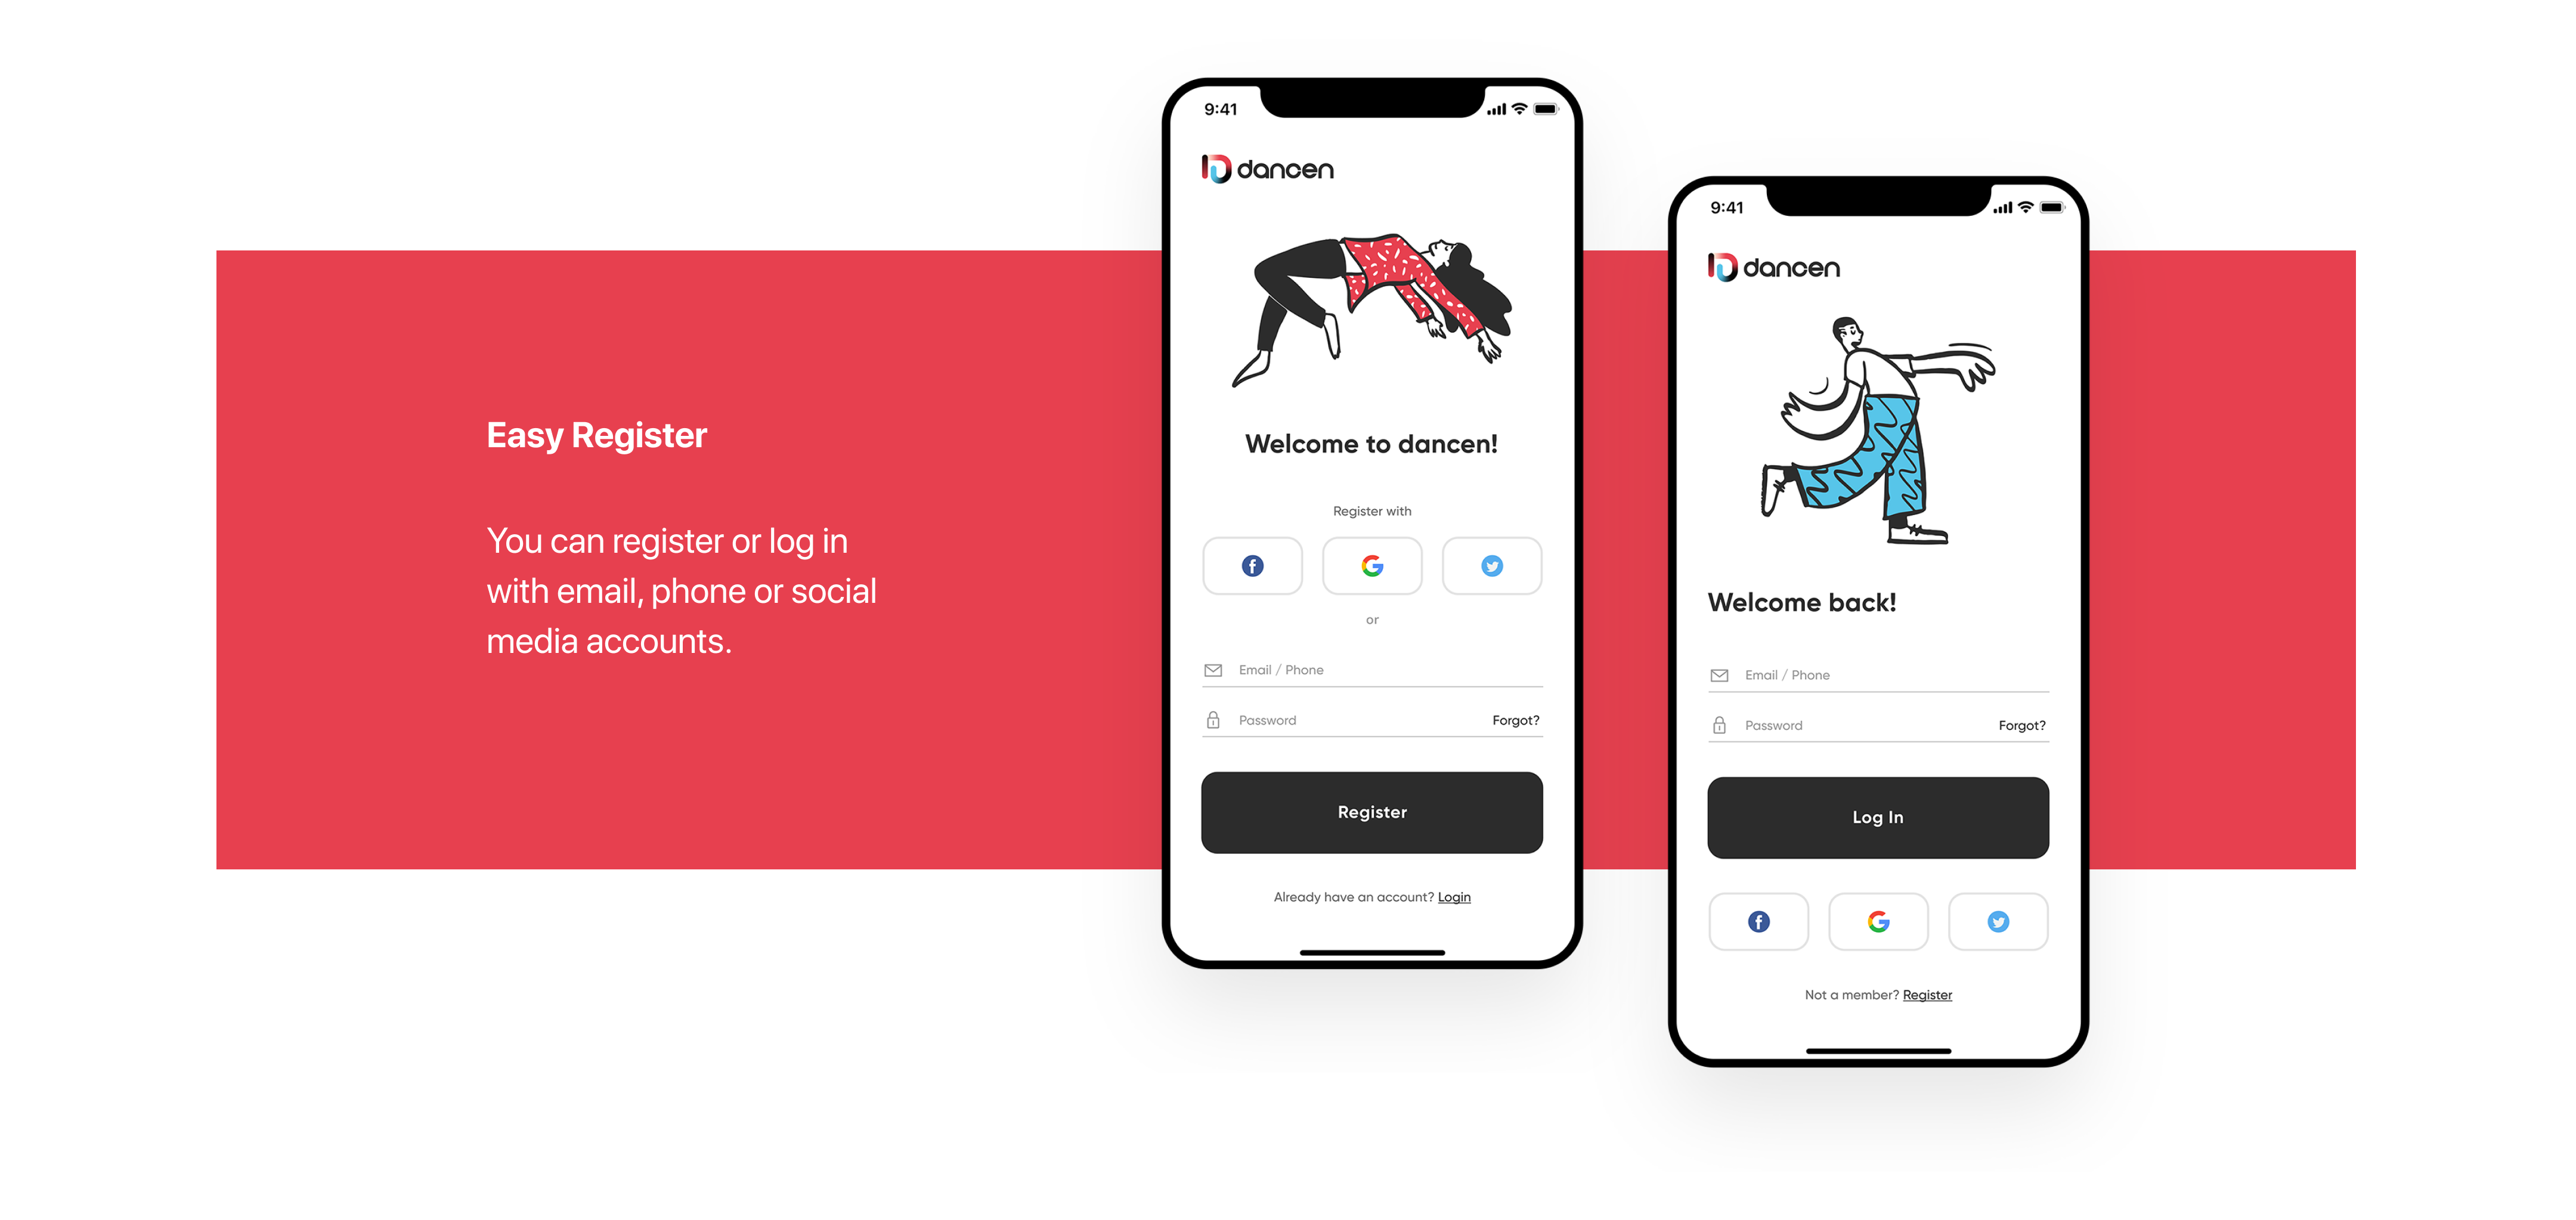 Easy Register
You can register or log in
with email, phone or social
media accounts.
9:41
dancen
Welcome to dancen!
Register with
or
Email / Phone
Password Forgot?
Register
Already have an account? Login
9:41
dancen
Welcome back!
Email / Phone
Password Forgot?
Log In
Not a member? Register